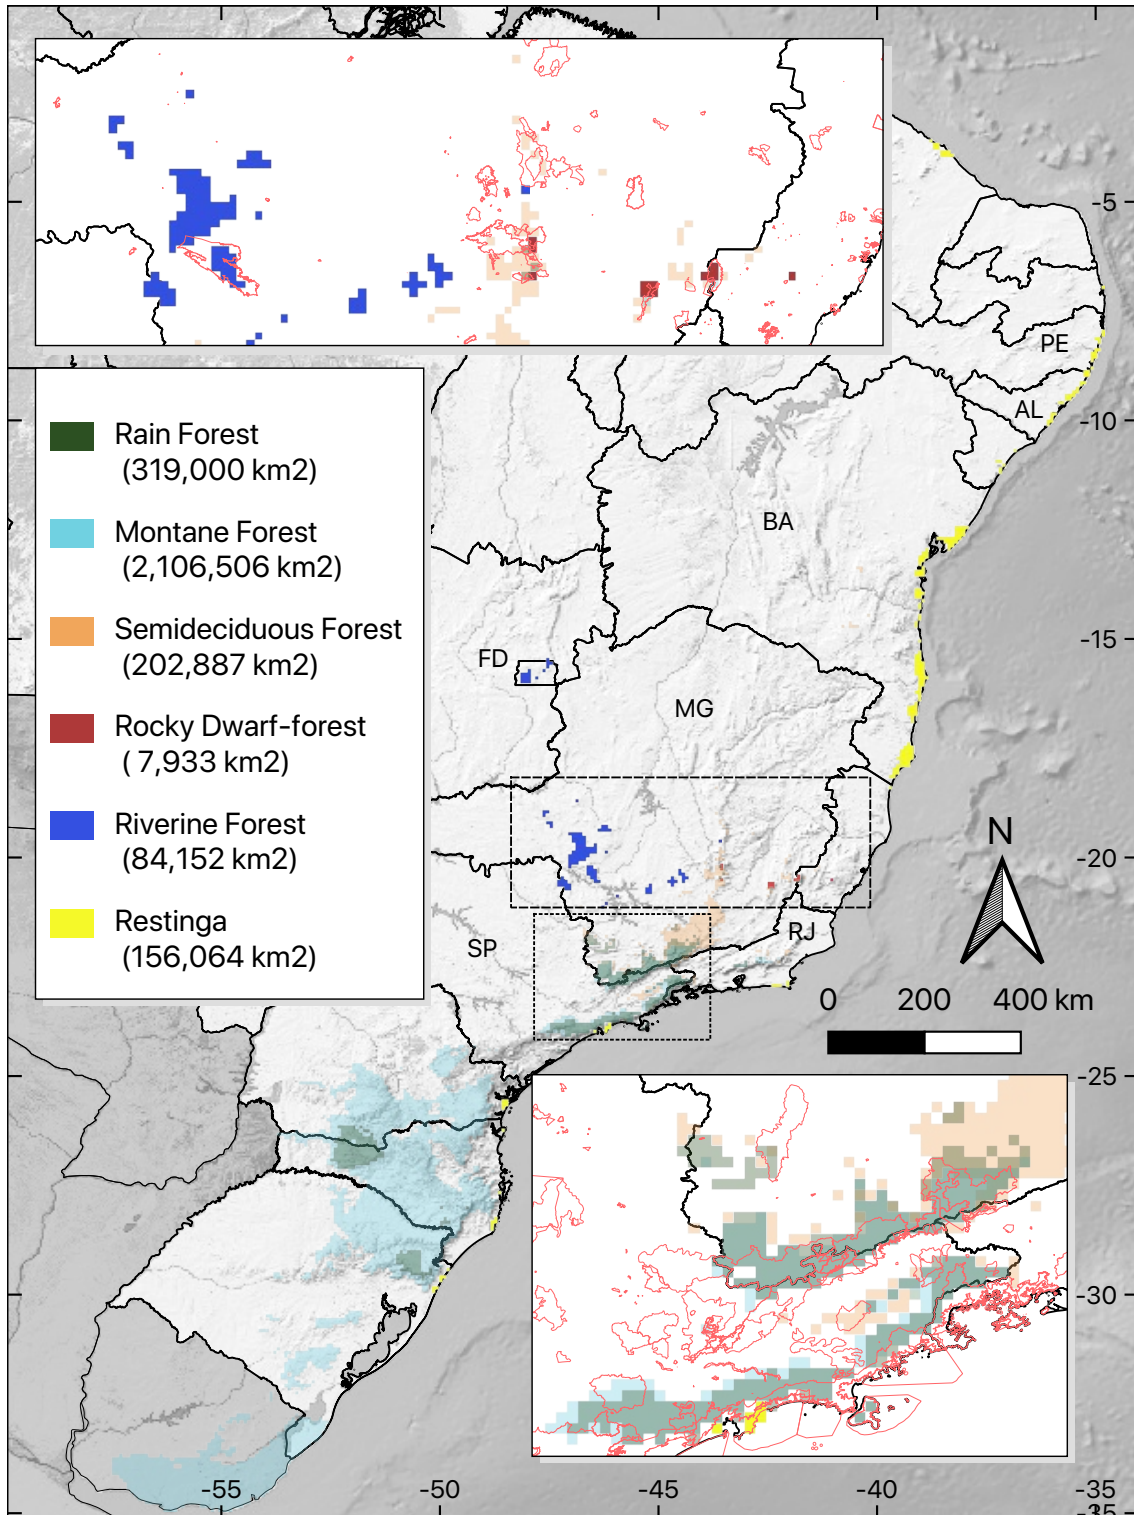 Rain Forest
(319,000 km2)
Montane Forest
(2,106,506 km2)
Semideciduous Forest
(202,887 km2)
Rocky Dwarf-forest
( 7,933 km2)
Riverine Forest
(84,152 km2)
Restinga
(156,064 km2)
PE
AL
BA
FD
MG
SP
RJ
N
0 200 400 km
-5
-10
-15
-20
-25
-30
-35
-55 -50 -45 -40 -35